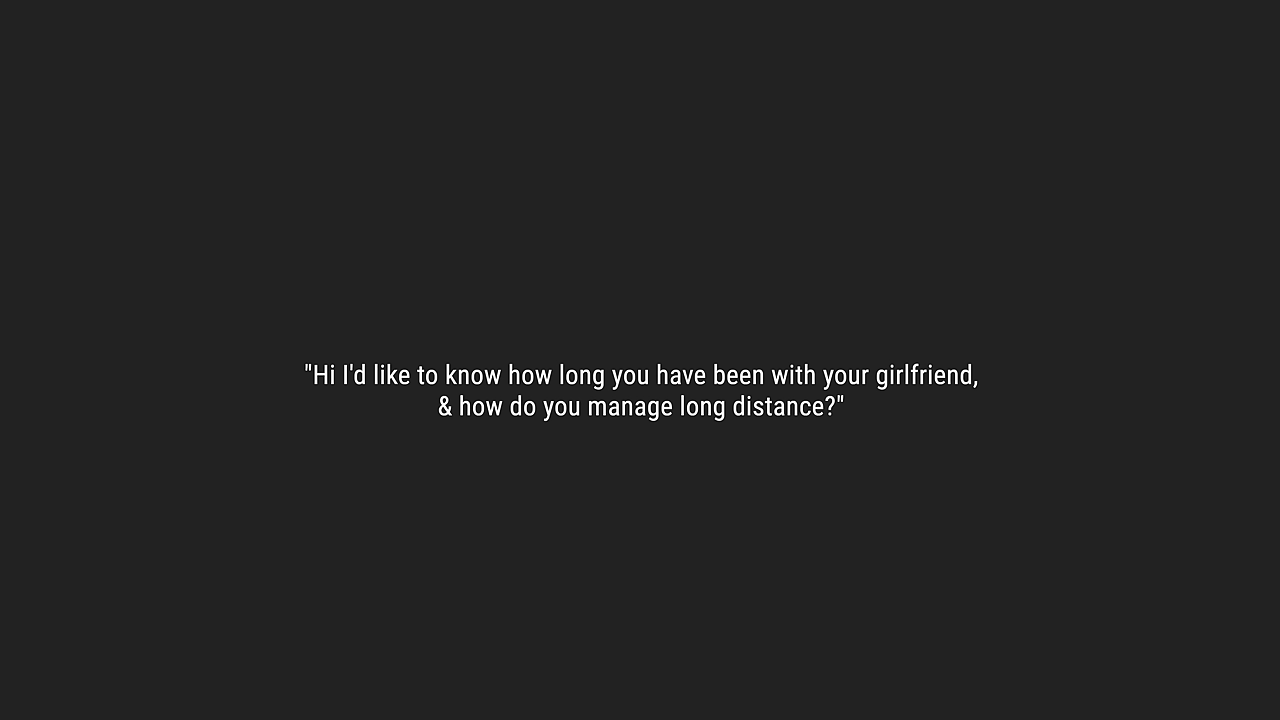 "Hi I'd like to know how long you have been with your girlfriend,
& how do you manage long distance?"